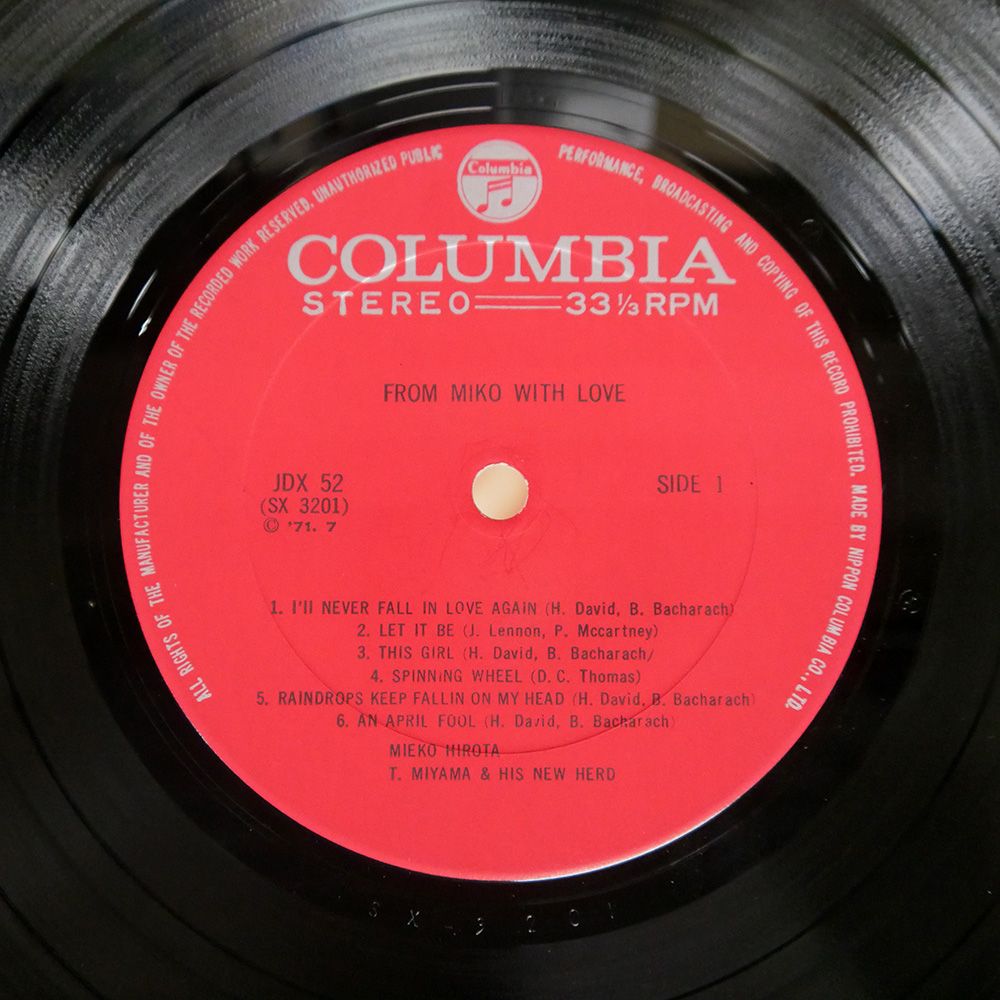 ALL RIGHTS OF THE MANUFACTURER AND OF THE OWNER OF THE RECORDED WORK RESERVED. UNAUTHORIZED PUBLIC PERFORMANCE, BROADCASTING AND COPYING OF THIS RECORD PROHIBITED. MADE BY NIPPON COLUMBIA CO., LTD.
Columbia
COLUMBIA
STEREO 33 1/3 RPM
FROM MIKO WITH LOVE
JDX 52 SIDE 1
(SX 3201)
© '71. 7
1. I'll NEVER FALL IN LOVE AGAIN (H. David, B. Bacharach)
2. LET IT BE (J. Lennon, P. Mccartney)
3. THIS GIRL (H. David, B. Bacharach)
4. SPINNING WHEEL (D. C. Thomas)
5. RAINDROPS KEEP FALLIN ON MY HEAD (H. David, B. Bacharach)
6. AN APRIL FOOL (H. David, B. Bacharach)
MIEKO HIROTA
T. MIYAMA & HIS NEW HERD
SX 3201